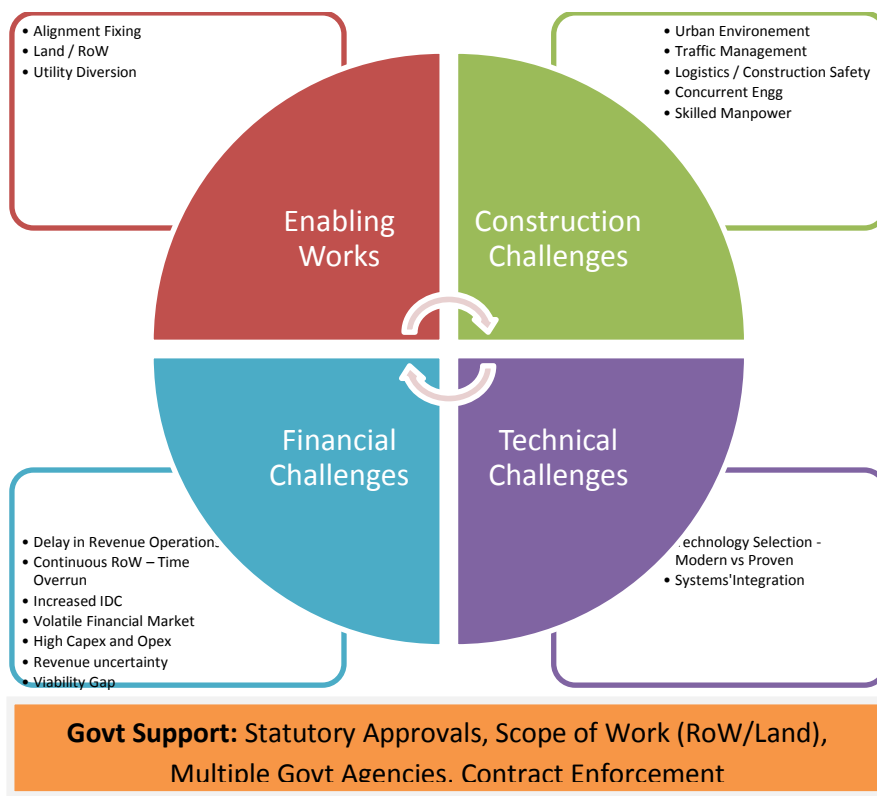 • Alignment Fixing
• Land / RoW
• Utility Diversion
• Urban Environement
• Traffic Management
• Logistics / Construction Safety
• Concurrent Engg
• Skilled Manpower
Enabling
Works
Construction
Challenges
Financial
Challenges
Technical
Challenges
• Delay in Revenue Operations
• Continuous RoW – Time
Overrun
• Increased IDC
• Volatile Financial Market
• High Capex and Opex
• Revenue uncertainty
• Viability Gap
Technology Selection -
Modern vs Proven
• Systems'Integration
Govt Support: Statutory Approvals, Scope of Work (RoW/Land),
Multiple Govt Agencies, Contract Enforcement